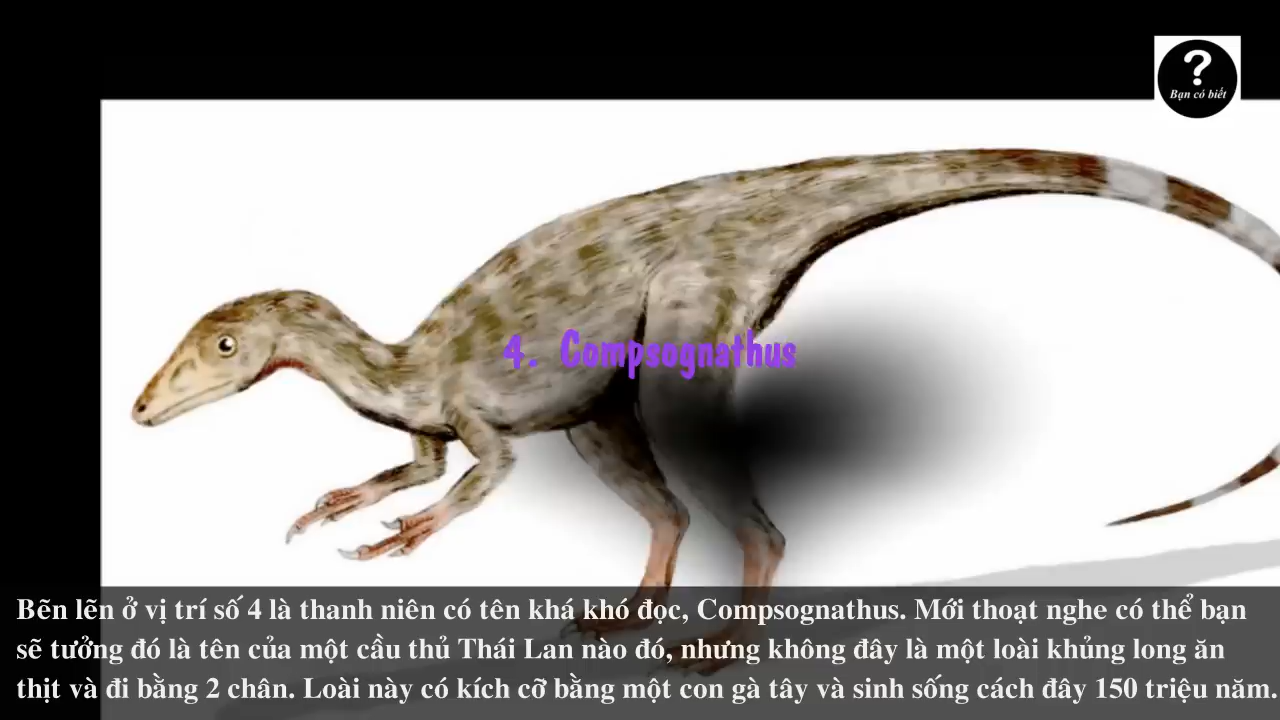 ?
Bạn có biết
4. Compsognathus
Bẽn lẽn ở vị trí số 4 là thanh niên có tên khá khó đọc, Compsognathus. Mới thoạt nghe có thể bạn
sẽ tưởng đó là tên của một cầu thủ Thái Lan nào đó, nhưng không đây là một loài khủng long ăn
thịt và đi bằng 2 chân. Loài này có kích cỡ bằng một con gà tây và sinh sống cách đây 150 triệu năm.